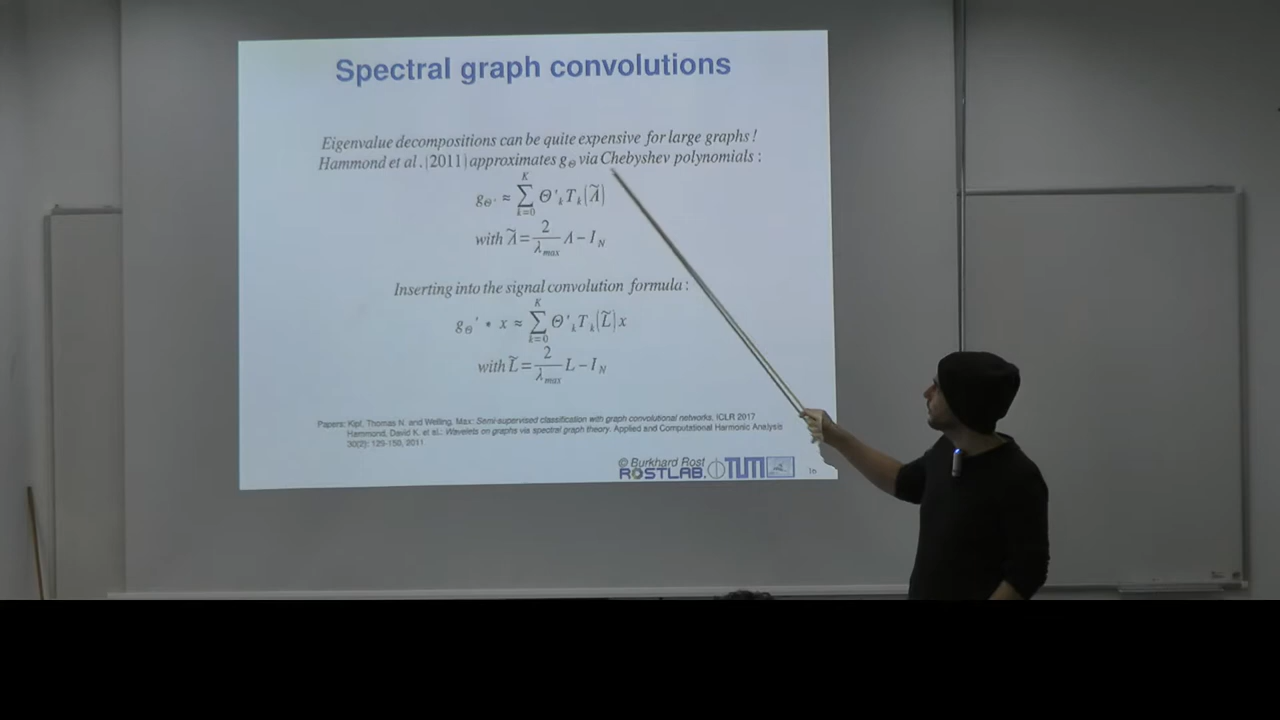 Spectral graph convolutions
Eigenvalue decompositions can be quite expensive for large graphs!
Hammond et al. [2011] approximates g_Θ via Chebyshev polynomials:
g_Θ' ≈ ∑_{k=0}^{K} Θ'_k T_k(Λ̃)
with Λ̃ = 2/λ_max Λ − I_N
Inserting into the signal convolution formula:
g_Θ' * x ≈ ∑_{k=0}^{K} Θ'_k T_k(L̃)x
with L̃ = 2/λ_max L − I_N
Papers: Kipf, Thomas N. and Welling, Max: Semi-supervised classification with graph convolutional networks, ICLR 2017
Hammond, David K. et al.: Wavelets on graphs via spectral graph theory. Applied and Computational Harmonic Analysis
30(2): 129-150, 2011
© Burkhard Rost
ROSTLAB. TUM
16